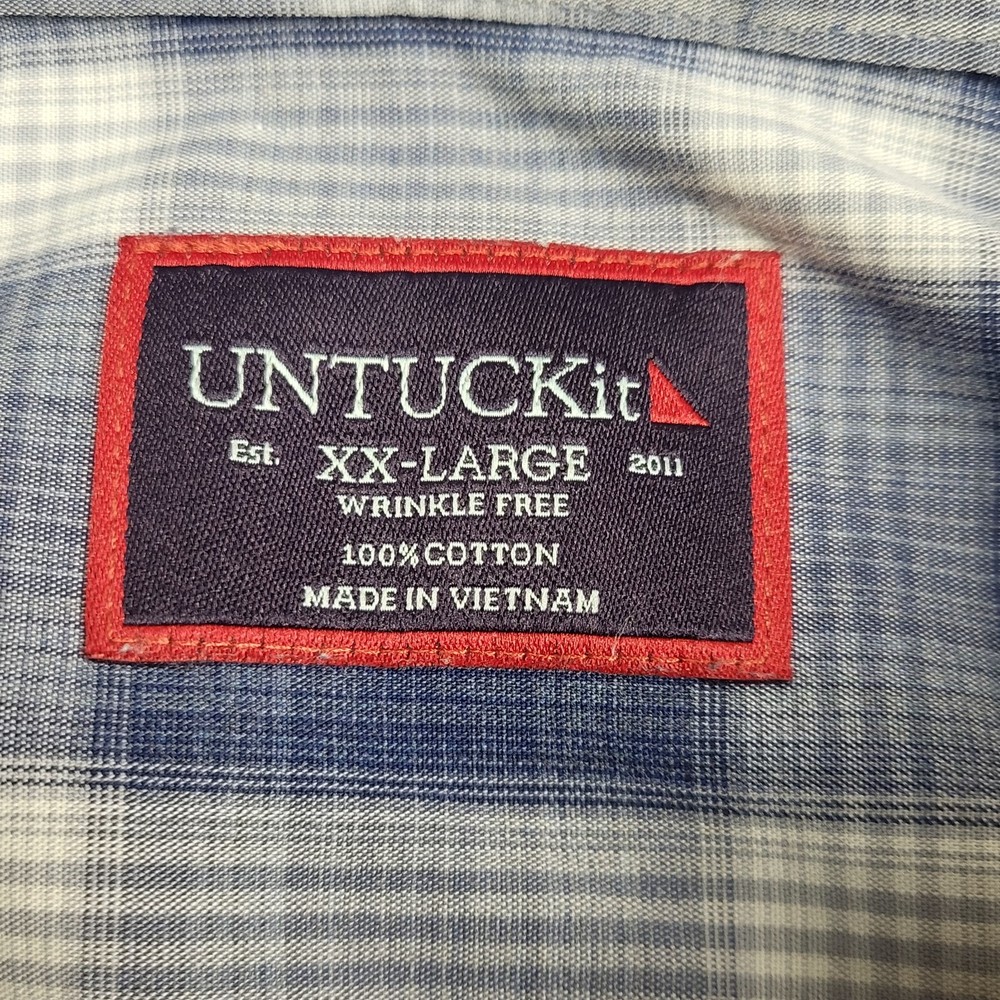 UNTUCKit
Est. XX-LARGE 2011
WRINKLE FREE
100% COTTON
MADE IN VIETNAM